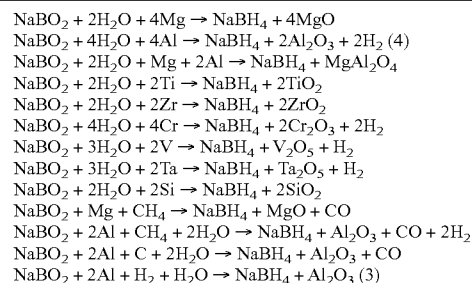 NaBO₂ + 2H₂O + 4Mg → NaBH₄ + 4MgO
NaBO₂ + 4H₂O + 4Al → NaBH₄ + 2Al₂O₃ + 2H₂ (4)
NaBO₂ + 2H₂O + Mg + 2Al → NaBH₄ + MgAl₂O₄
NaBO₂ + 2H₂O + 2Ti → NaBH₄ + 2TiO₂
NaBO₂ + 2H₂O + 2Zr → NaBH₄ + 2ZrO₂
NaBO₂ + 4H₂O + 4Cr → NaBH₄ + 2Cr₂O₃ + 2H₂
NaBO₂ + 3H₂O + 2V → NaBH₄ + V₂O₅ + H₂
NaBO₂ + 3H₂O + 2Ta → NaBH₄ + Ta₂O₅ + H₂
NaBO₂ + 2H₂O + 2Si → NaBH₄ + 2SiO₂
NaBO₂ + Mg + CH₄ → NaBH₄ + MgO + CO
NaBO₂ + 2Al + CH₄ + 2H₂O → NaBH₄ + Al₂O₃ + CO + 2H₂
NaBO₂ + 2Al + C + 2H₂O → NaBH₄ + Al₂O₃ + CO
NaBO₂ + 2Al + H₂ + H₂O → NaBH₄ + Al₂O₃ (3)